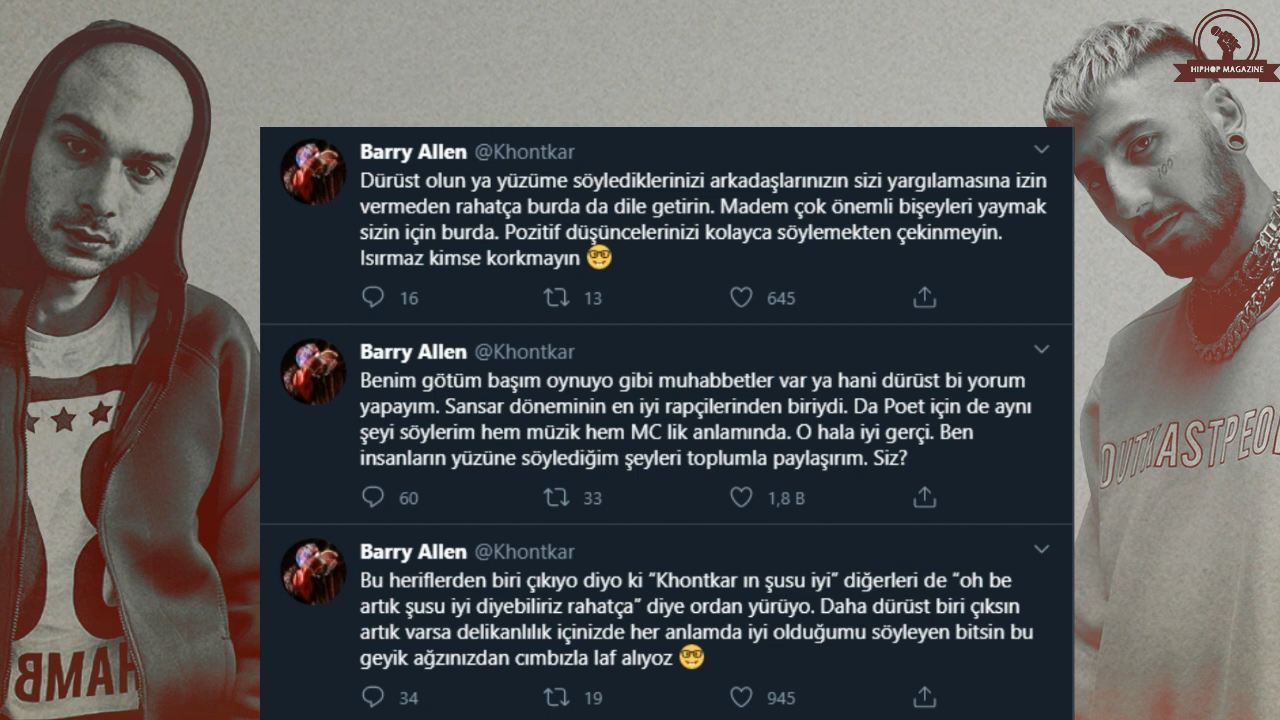 HIPHOP MAGAZINE
Barry Allen @Khontkar
Dürüst olun ya yüzüme söylediklerinizi arkadaşlarınızın sizi yargılamasına izin
vermeden rahatça burda da dile getirin. Madem çok önemli bişeyleri yaymak
sizin için burda. Pozitif düşüncelerinizi kolayca söylemekten çekinmeyin.
Isırmaz kimse korkmayın 🤓
16 13 645
Barry Allen @Khontkar
Benim götüm başım oynuyo gibi muhabbetler var ya hani dürüst bi yorum
yapayım. Sansar döneminin en iyi rapçilerinden biriydi. Da Poet için de aynı
şeyi söylerim hem müzik hem MC lik anlamında. O hala iyi gerçi. Ben
insanların yüzüne söylediğim şeyleri toplumla paylaşırım. Siz?
60 33 1,8 B
Barry Allen @Khontkar
Bu heriflerden biri çıkıyo diyo ki “Khontkar ın şusu iyi” diğerleri de “oh be
artık şusu iyi diyebiliriz rahatça” diye ordan yürüyo. Daha dürüst biri çıksın
artık varsa delikanlılık içinizde her anlamda iyi olduğumu söyleyen bitsin bu
geyik ağzınızdan cımbızla laf alıyoz 🤓
34 19 945
OUTKASTPEO